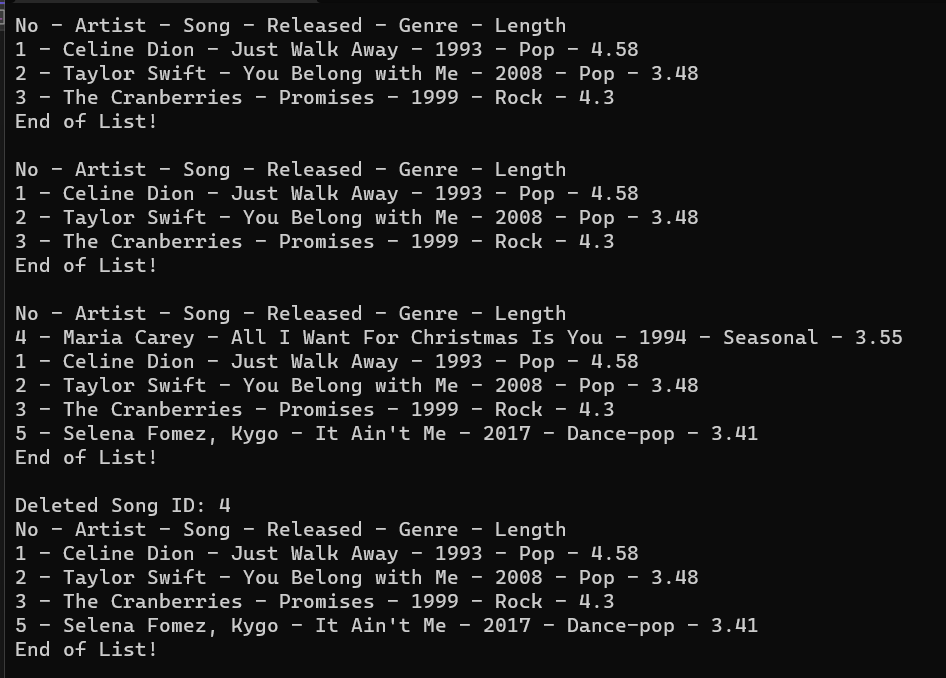 No - Artist - Song - Released - Genre - Length
1 - Celine Dion - Just Walk Away - 1993 - Pop - 4.58
2 - Taylor Swift - You Belong with Me - 2008 - Pop - 3.48
3 - The Cranberries - Promises - 1999 - Rock - 4.3
End of List!

No - Artist - Song - Released - Genre - Length
1 - Celine Dion - Just Walk Away - 1993 - Pop - 4.58
2 - Taylor Swift - You Belong with Me - 2008 - Pop - 3.48
3 - The Cranberries - Promises - 1999 - Rock - 4.3
End of List!

No - Artist - Song - Released - Genre - Length
4 - Maria Carey - All I Want For Christmas Is You - 1994 - Seasonal - 3.55
1 - Celine Dion - Just Walk Away - 1993 - Pop - 4.58
2 - Taylor Swift - You Belong with Me - 2008 - Pop - 3.48
3 - The Cranberries - Promises - 1999 - Rock - 4.3
5 - Selena Fomez, Kygo - It Ain't Me - 2017 - Dance-pop - 3.41
End of List!

Deleted Song ID: 4
No - Artist - Song - Released - Genre - Length
1 - Celine Dion - Just Walk Away - 1993 - Pop - 4.58
2 - Taylor Swift - You Belong with Me - 2008 - Pop - 3.48
3 - The Cranberries - Promises - 1999 - Rock - 4.3
5 - Selena Fomez, Kygo - It Ain't Me - 2017 - Dance-pop - 3.41
End of List!